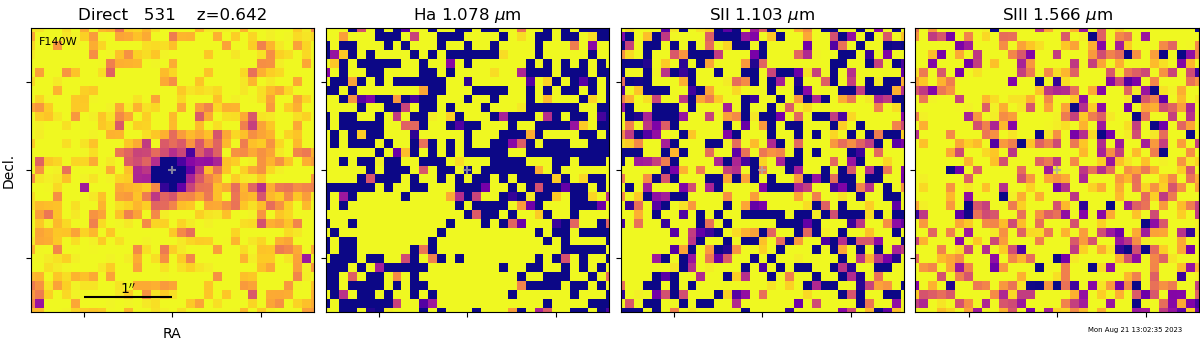 Direct 531 z=0.642
Ha 1.078 μm
SII 1.103 μm
SIII 1.566 μm
F140W
Decl.
1″
RA
Mon Aug 21 13:02:35 2023